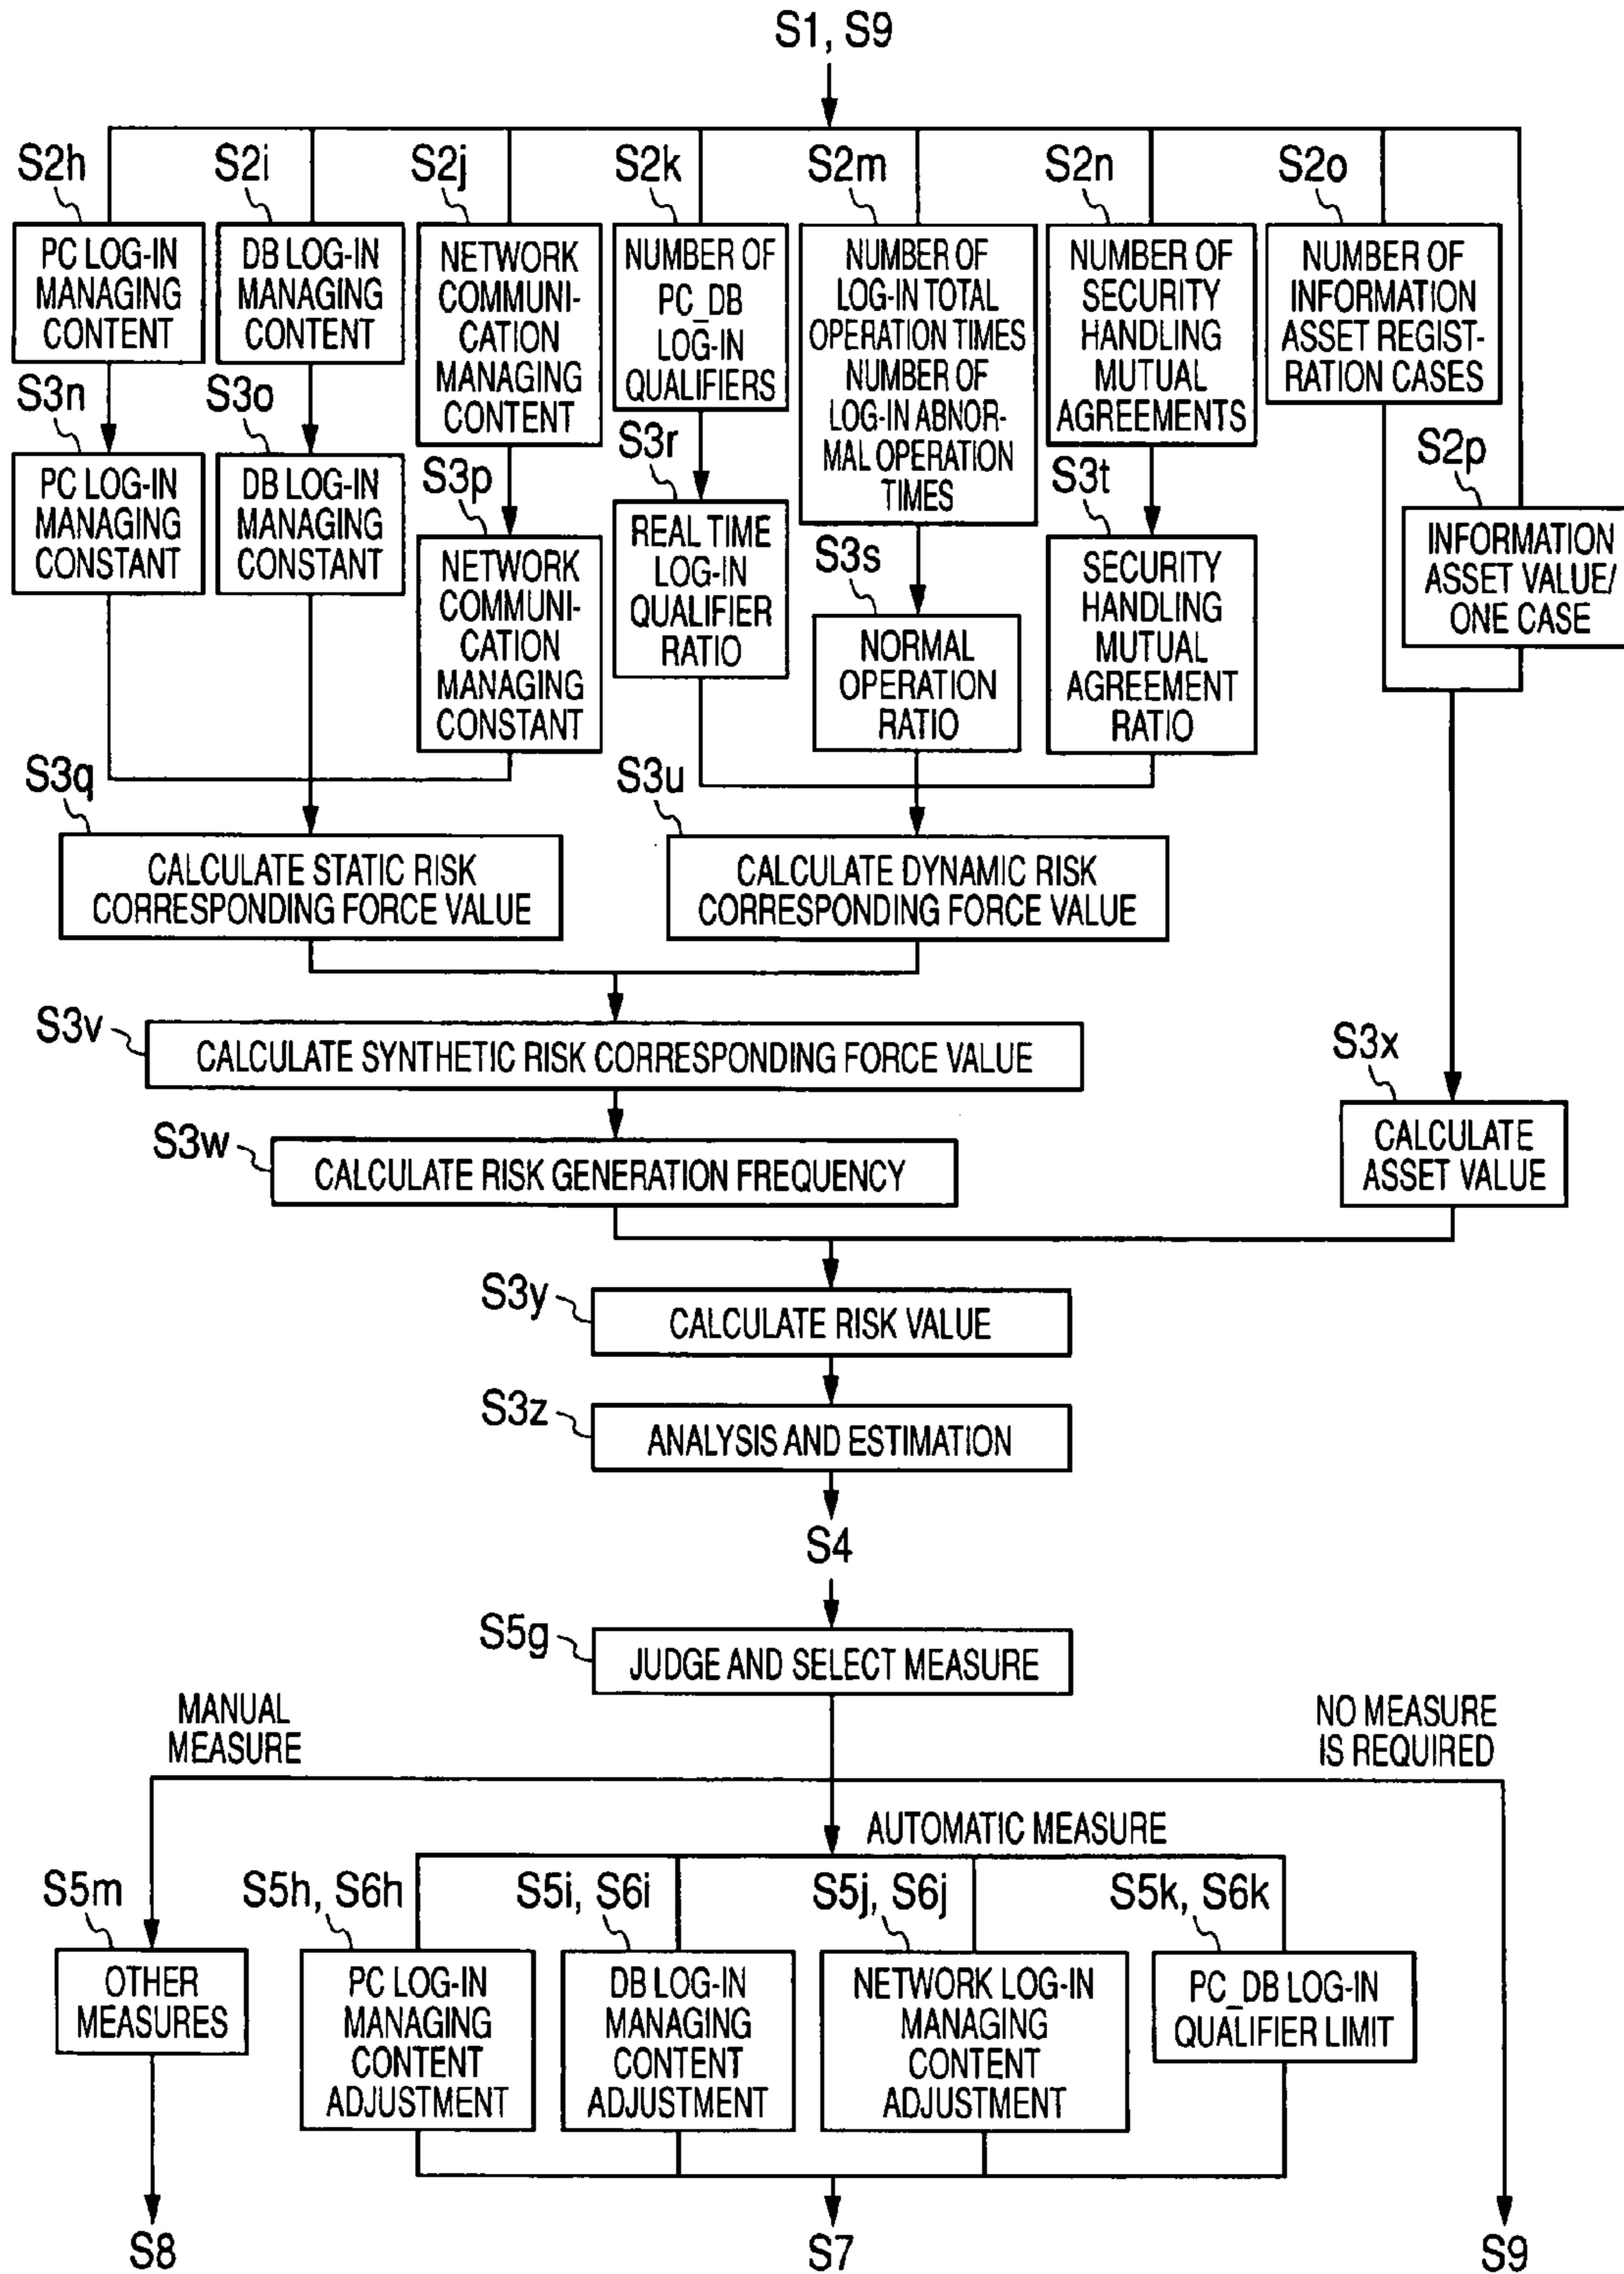 S1, S9
S2h
S2i
S2j
S2k
S2m
S2n
S2o
PC LOG-IN
MANAGING
CONTENT
DB LOG-IN
MANAGING
CONTENT
NETWORK
COMMUNI-
CATION
MANAGING
CONTENT
NUMBER OF
PC_DB
LOG-IN
QUALIFIERS
NUMBER OF
LOG-IN TOTAL
OPERATION TIMES
NUMBER OF
LOG-IN ABNOR-
MAL OPERATION
TIMES
NUMBER OF
SECURITY
HANDLING
MUTUAL
AGREEMENTS
NUMBER OF
INFORMATION
ASSET REGIST-
RATION CASES
S3n
S3o
S3p
S3r
S3s
S3t
S2p
PC LOG-IN
MANAGING
CONSTANT
DB LOG-IN
MANAGING
CONSTANT
NETWORK
COMMUNI-
CATION
MANAGING
CONSTANT
REAL TIME
LOG-IN
QUALIFIER
RATIO
NORMAL
OPERATION
RATIO
SECURITY
HANDLING
MUTUAL
AGREEMENT
RATIO
INFORMATION
ASSET VALUE/
ONE CASE
S3q
CALCULATE STATIC RISK
CORRESPONDING FORCE VALUE
S3u
CALCULATE DYNAMIC RISK
CORRESPONDING FORCE VALUE
S3v
CALCULATE SYNTHETIC RISK CORRESPONDING FORCE VALUE
S3w
CALCULATE RISK GENERATION FREQUENCY
S3x
CALCULATE
ASSET VALUE
S3y
CALCULATE RISK VALUE
S3z
ANALYSIS AND ESTIMATION
S4
S5g
JUDGE AND SELECT MEASURE
MANUAL
MEASURE
NO MEASURE
IS REQUIRED
AUTOMATIC MEASURE
S5m
S5h, S6h
S5i, S6i
S5j, S6j
S5k, S6k
OTHER
MEASURES
PC LOG-IN
MANAGING
CONTENT
ADJUSTMENT
DB LOG-IN
MANAGING
CONTENT
ADJUSTMENT
NETWORK LOG-IN
MANAGING
CONTENT
ADJUSTMENT
PC_DB LOG-IN
QUALIFIER LIMIT
S8
S7
S9